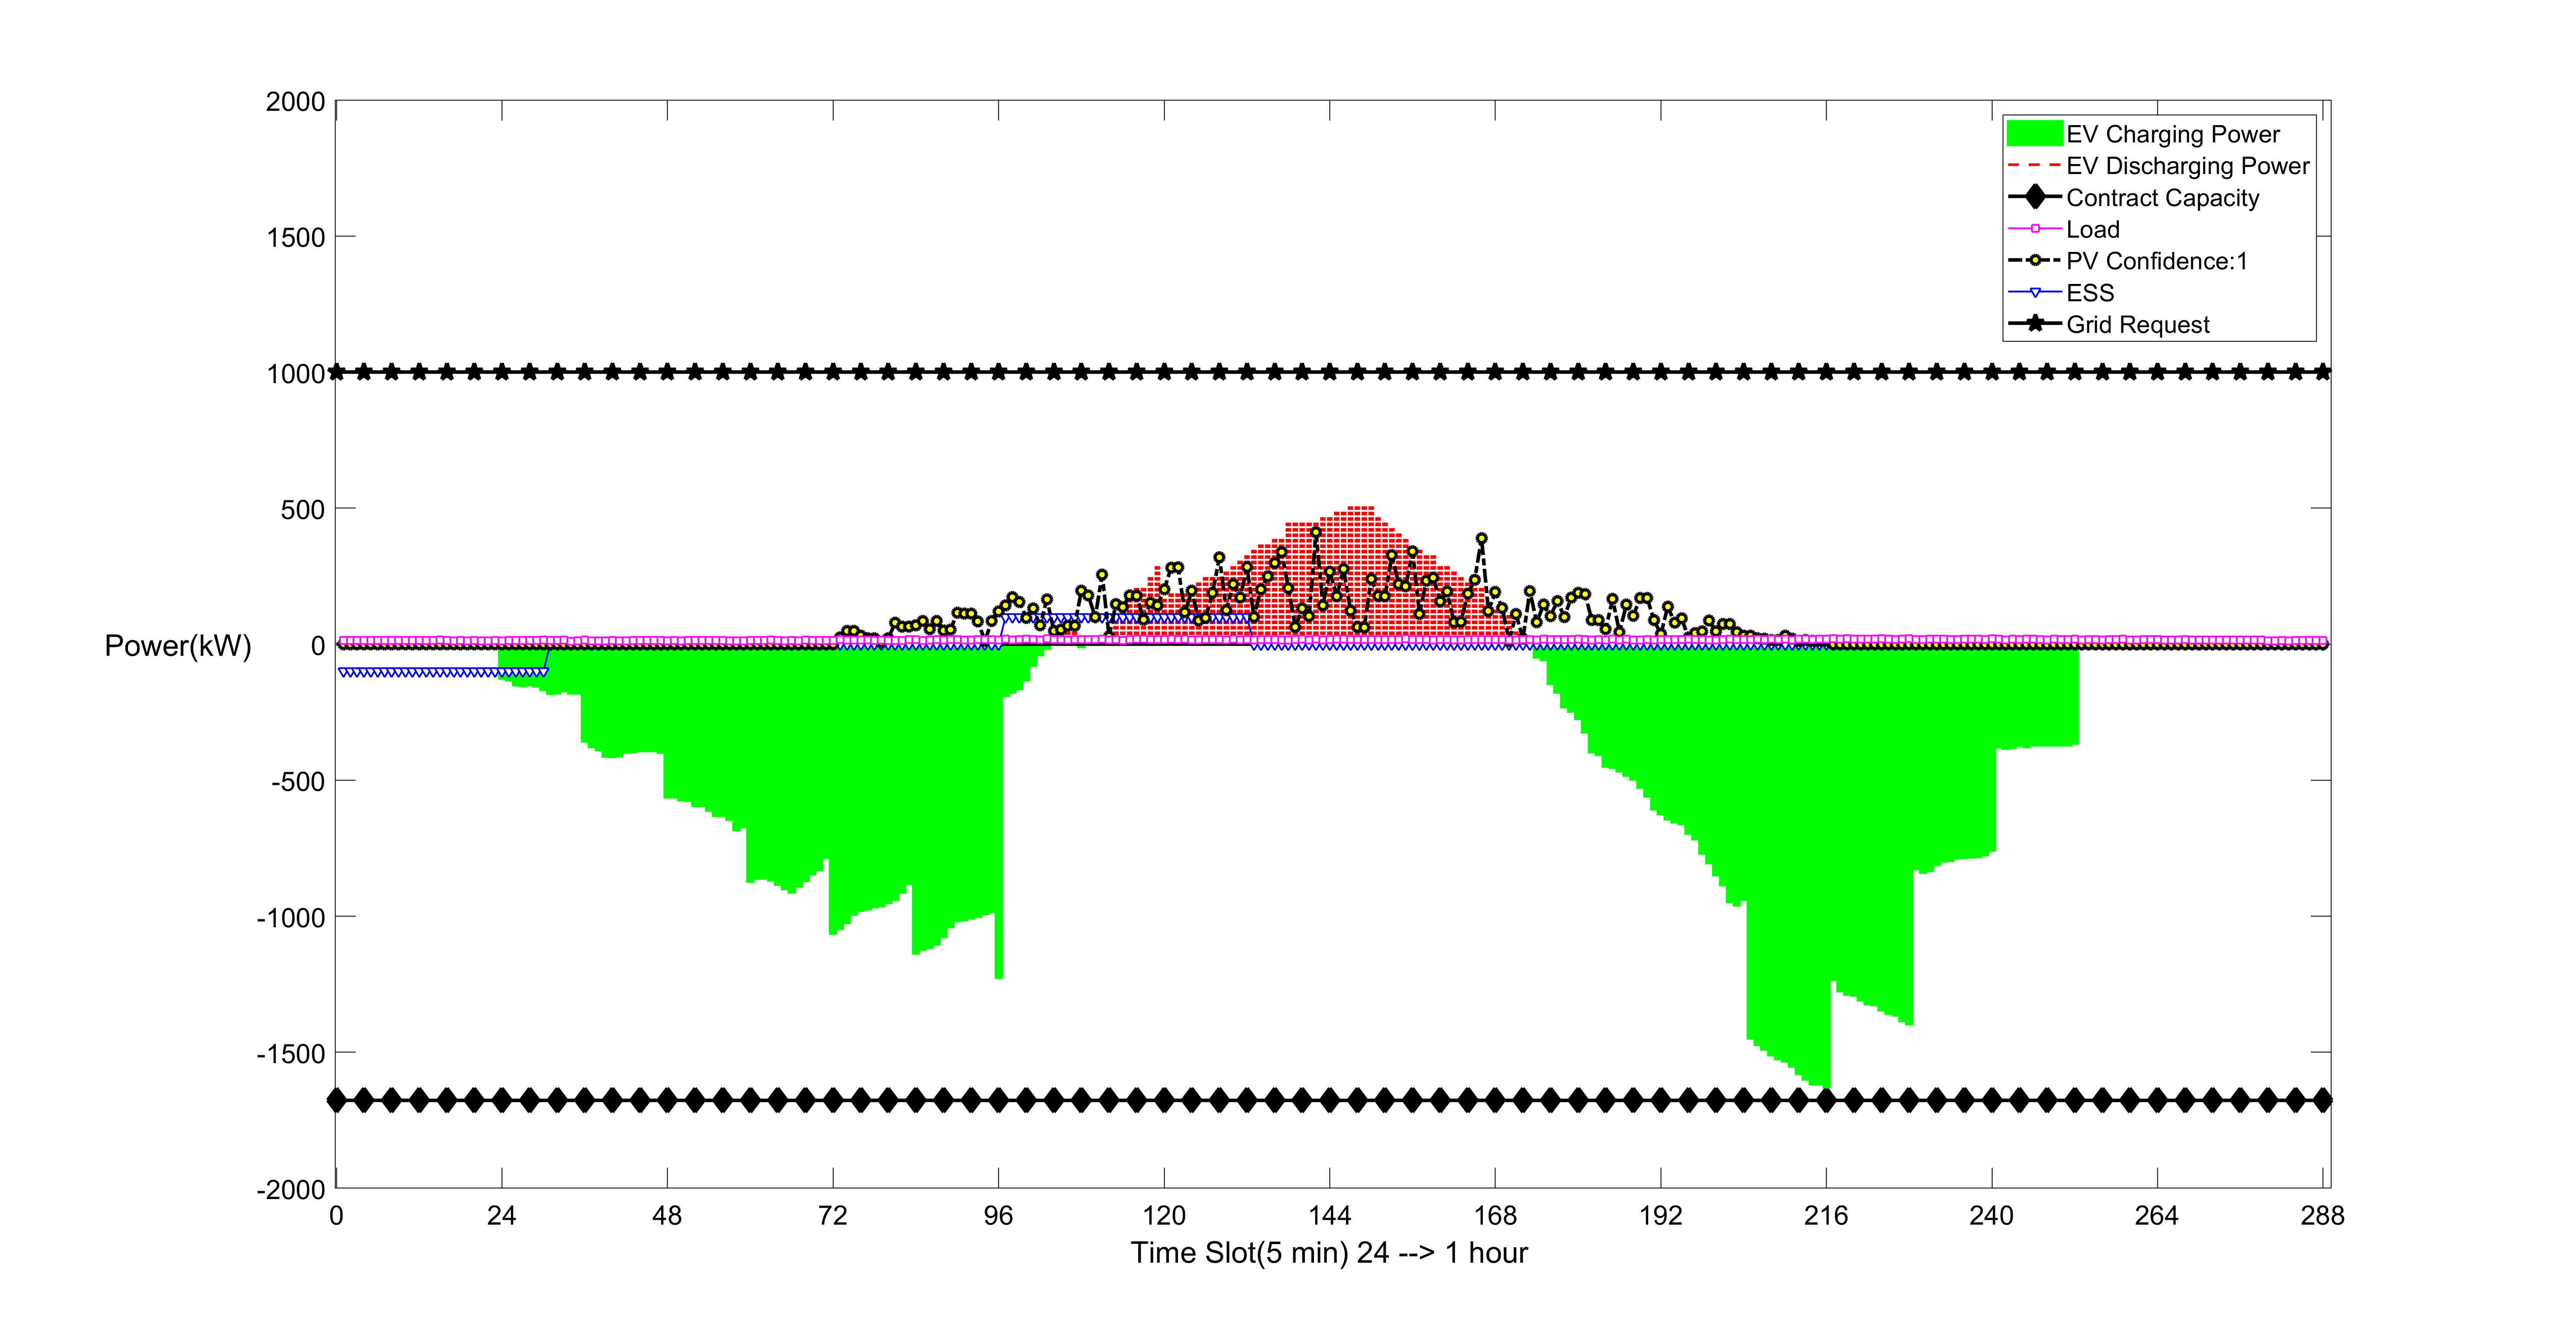 2000
1500
1000
500
0
-500
-1000
-1500
-2000
Power(kW)
EV Charging Power
EV Discharging Power
Contract Capacity
Load
PV Confidence:1
ESS
Grid Request
0 24 48 72 96 120 144 168 192 216 240 264 288
Time Slot(5 min) 24 --> 1 hour